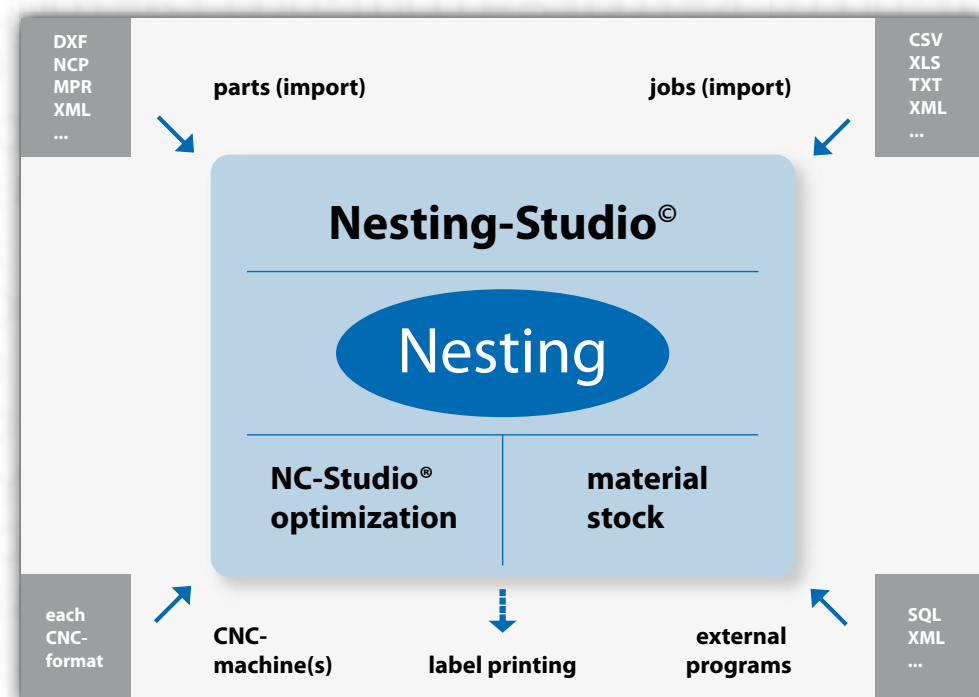 DXF
NCP
MPR
XML
...
parts (import)
jobs (import)
CSV
XLS
TXT
XML
...
Nesting-Studio©
Nesting
NC-Studio®
optimization
material
stock
each
CNC-
format
CNC-
machine(s)
label printing
external
programs
SQL
XML
...